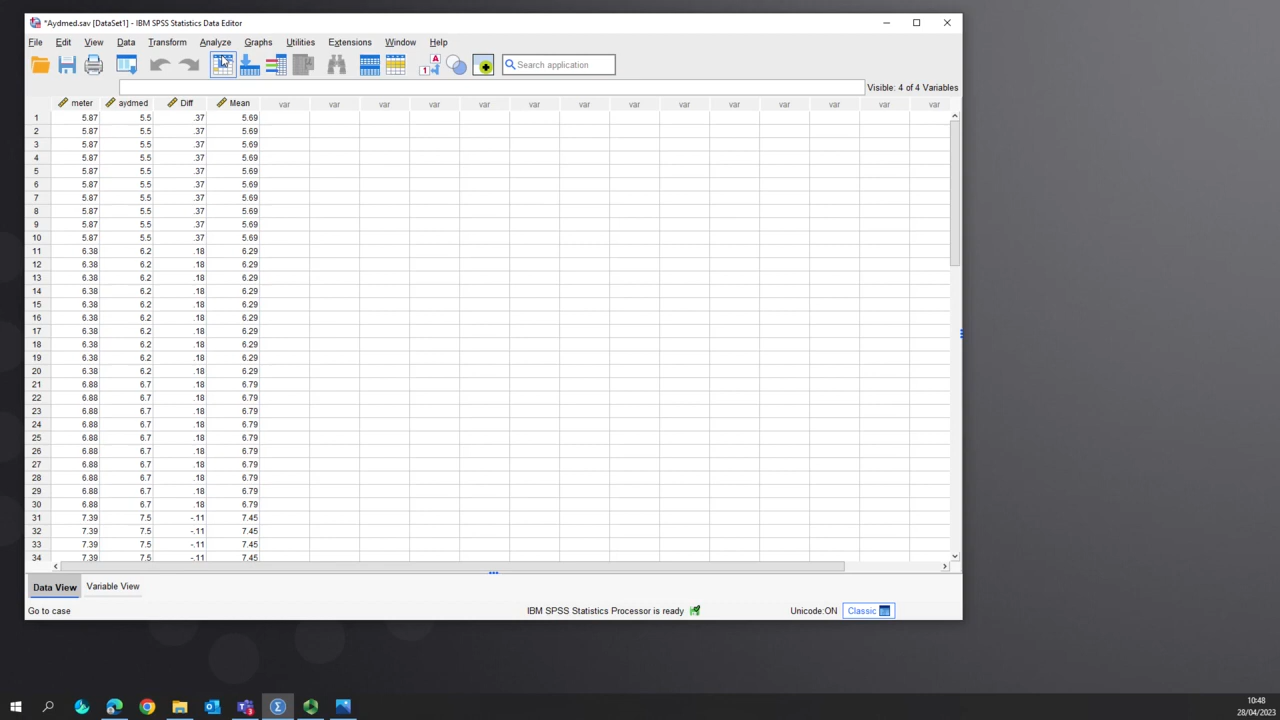 *Aydmed.sav [DataSet1] - IBM SPSS Statistics Data Editor
File Edit View Data Transform Analyze Graphs Utilities Extensions Window Help
Search application
Visible: 4 of 4 Variables
meter aydmed Diff Mean var var var var var var var var var var var var var var
1 5.87 5.5 .37 5.69
2 5.87 5.5 .37 5.69
3 5.87 5.5 .37 5.69
4 5.87 5.5 .37 5.69
5 5.87 5.5 .37 5.69
6 5.87 5.5 .37 5.69
7 5.87 5.5 .37 5.69
8 5.87 5.5 .37 5.69
9 5.87 5.5 .37 5.69
10 5.87 5.5 .37 5.69
11 6.38 6.2 .18 6.29
12 6.38 6.2 .18 6.29
13 6.38 6.2 .18 6.29
14 6.38 6.2 .18 6.29
15 6.38 6.2 .18 6.29
16 6.38 6.2 .18 6.29
17 6.38 6.2 .18 6.29
18 6.38 6.2 .18 6.29
19 6.38 6.2 .18 6.29
20 6.38 6.2 .18 6.29
21 6.88 6.7 .18 6.79
22 6.88 6.7 .18 6.79
23 6.88 6.7 .18 6.79
24 6.88 6.7 .18 6.79
25 6.88 6.7 .18 6.79
26 6.88 6.7 .18 6.79
27 6.88 6.7 .18 6.79
28 6.88 6.7 .18 6.79
29 6.88 6.7 .18 6.79
30 6.88 6.7 .18 6.79
31 7.39 7.5 -.11 7.45
32 7.39 7.5 -.11 7.45
33 7.39 7.5 -.11 7.45
34 7.39 7.5 -.11 7.45
Data View Variable View
Go to case IBM SPSS Statistics Processor is ready Unicode:ON Classic
10:48
28/04/2023